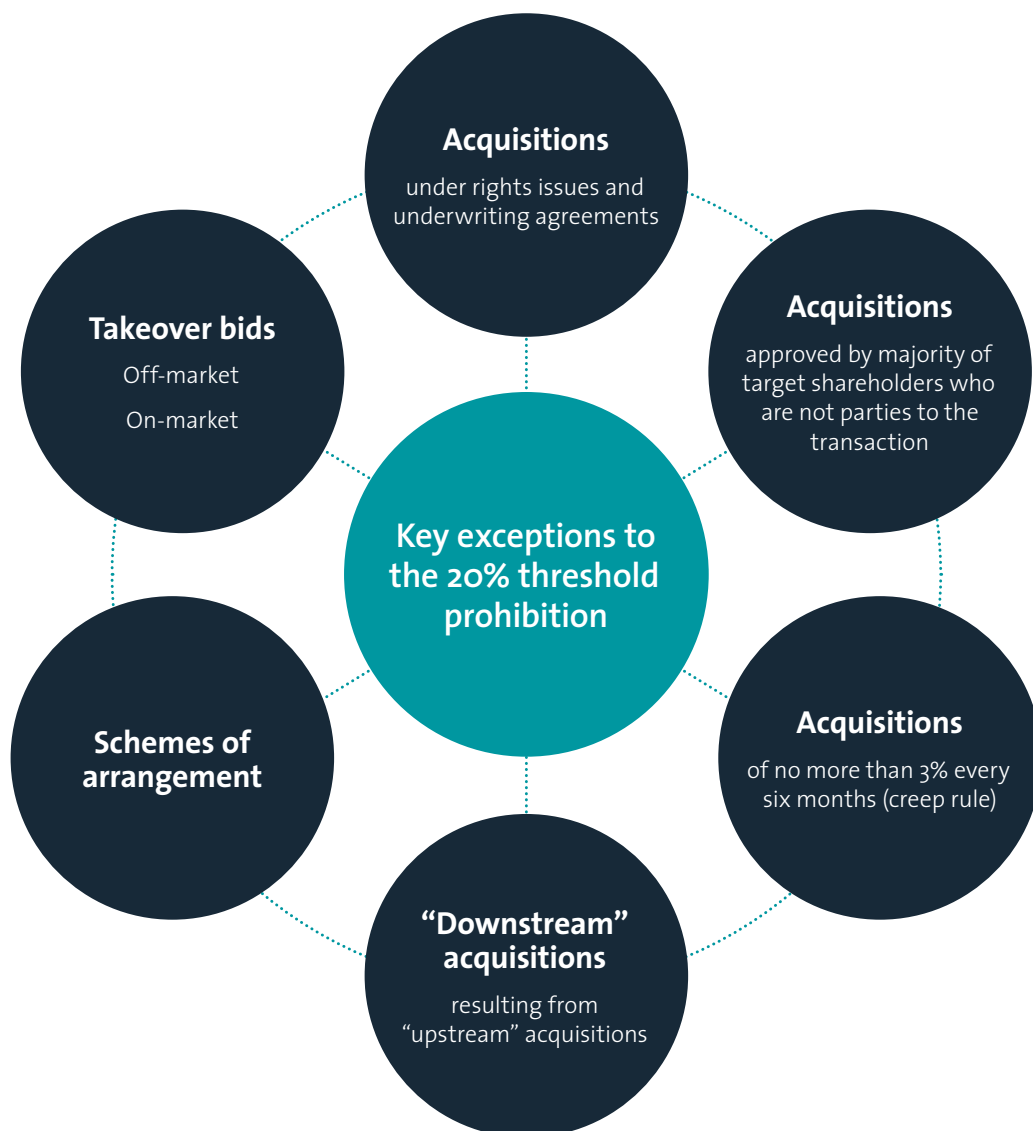 Acquisitions
under rights issues and
underwriting agreements
Acquisitions
approved by majority of
target shareholders who
are not parties to the
transaction
Acquisitions
of no more than 3% every
six months (creep rule)
“Downstream”
acquisitions
resulting from
“upstream” acquisitions
Schemes of
arrangement
Takeover bids
Off-market
On-market
Key exceptions to
the 20% threshold
prohibition